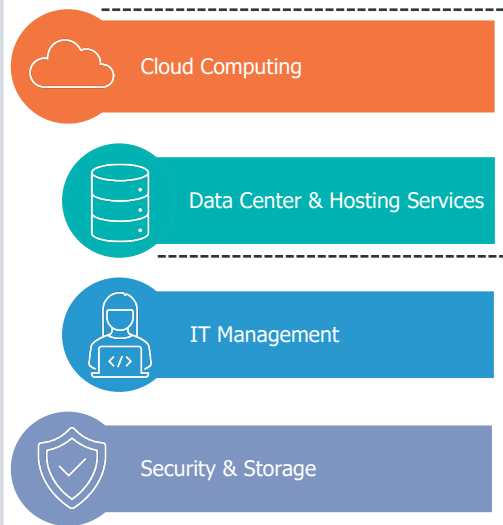 Cloud Computing
Data Center & Hosting Services
IT Management
</>
Security & Storage